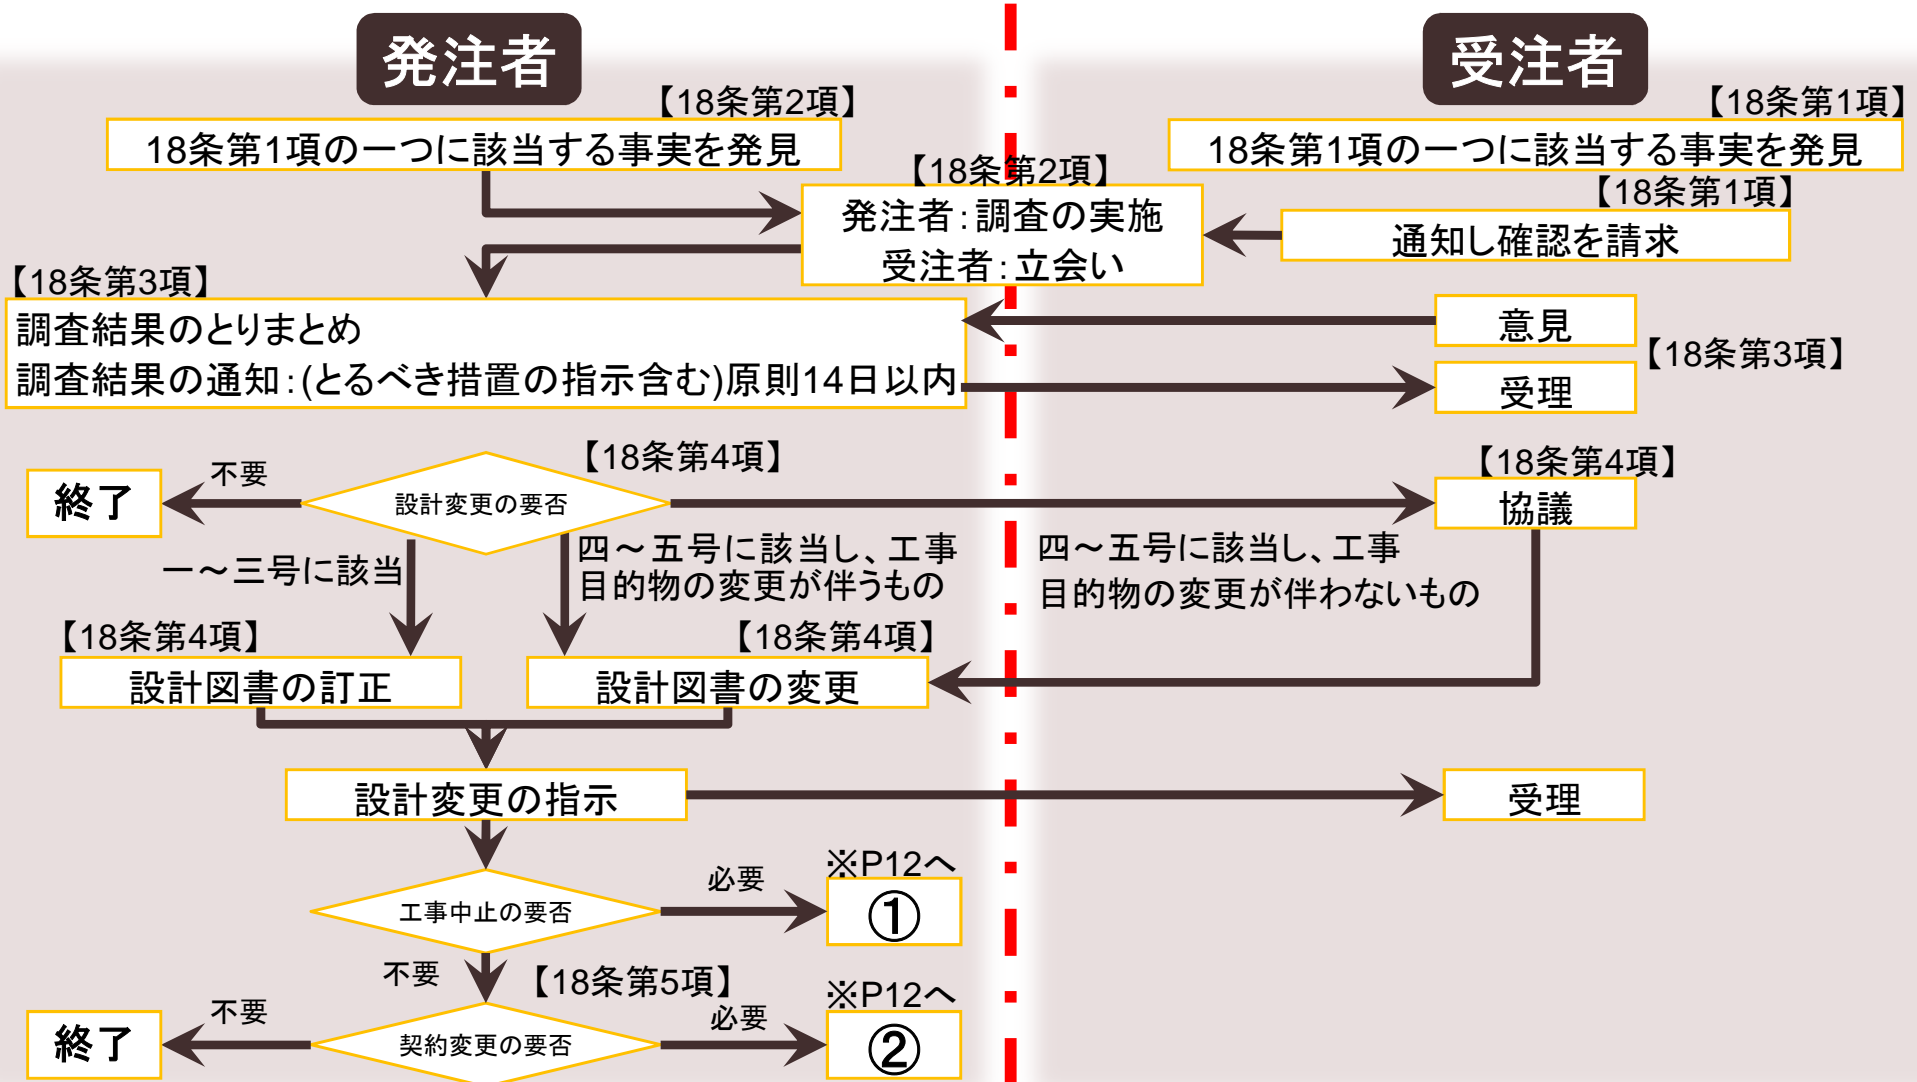 発注者
受注者
【18条第2項】
18条第1項の一つに該当する事実を発見
【18条第1項】
18条第1項の一つに該当する事実を発見
【18条第2項】
発注者：調査の実施
受注者：立会い
【18条第1項】
通知し確認を請求
【18条第3項】
調査結果のとりまとめ
調査結果の通知：(とるべき措置の指示含む)原則14日以内
意見
【18条第3項】
受理
【18条第4項】
設計変更の要否
不要
終了
【18条第4項】
協議
一～三号に該当
四～五号に該当し、工事
目的物の変更が伴うもの
四～五号に該当し、工事
目的物の変更が伴わないもの
【18条第4項】
設計図書の訂正
【18条第4項】
設計図書の変更
設計変更の指示
受理
工事中止の要否
必要
※P12へ
①
不要
【18条第5項】
契約変更の要否
不要
終了
必要
※P12へ
②